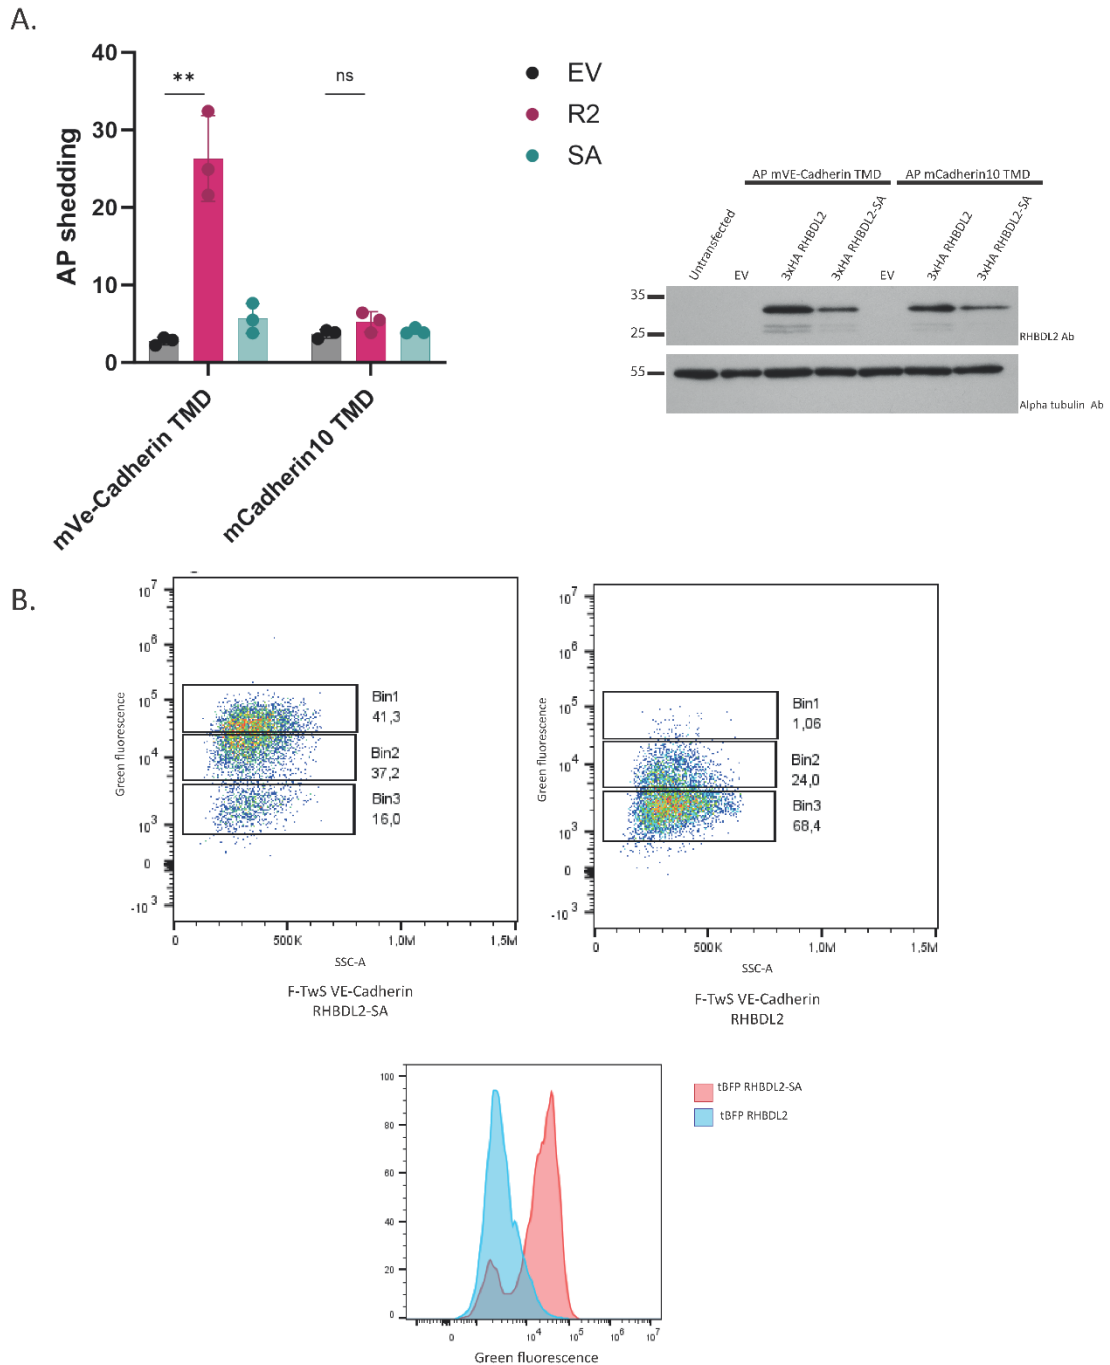 A.
40
30
20
10
0
AP shedding
**
ns
mVe-Cadherin TMD
mCadherin10 TMD
EV
R2
SA
AP mVE-Cadherin TMD
AP mCadherin10 TMD
Untransfected
EV
3xHA RHBDL2
3xHA RHBDL2-SA
EV
3xHA RHBDL2
3xHA RHBDL2-SA
35
25
RHBDL2 Ab
55
Alpha tubulin Ab
B.
10^7
10^6
10^5
10^4
10^3
0
-10^3
Green fluorescence
Bin1
41,3
Bin2
37,2
Bin3
16,0
0
500K
1,0M
1,5M
SSC-A
F-TwS VE-Cadherin
RHBDL2-SA
10^7
10^6
10^5
10^4
10^3
0
-10^3
Green fluorescence
Bin1
1,06
Bin2
24,0
Bin3
68,4
0
500K
1,0M
1,5M
SSC-A
F-TwS VE-Cadherin
RHBDL2
100
80
60
40
20
0
0
10^4
10^5
10^6
10^7
Green fluorescence
tBFP RHBDL2-SA
tBFP RHBDL2